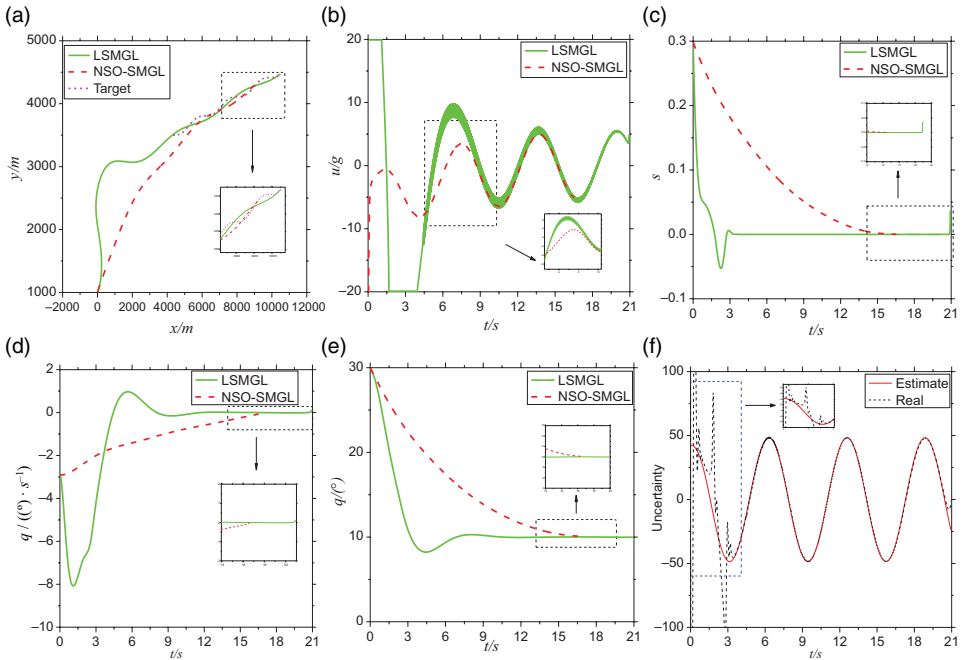 (a)
5000
4000
3000
2000
1000
y/m
LSMGL
NSO-SMGL
Target
−2000 0 2000 4000 6000 8000 10000 12000
x/m
(b)
20
10
0
−10
−20
u/g
LSMGL
NSO-SMGL
0 3 6 9 12 15 18 21
t/s
(c)
0.3
0.2
0.1
0.0
−0.1
s
LSMGL
NSO-SMGL
0 3 6 9 12 15 18 21
t/s
(d)
2
0
−2
−4
−6
−8
−10
q / ((°) · s⁻¹)
LSMGL
NSO-SMGL
0 3 6 9 12 15 18 21
t/s
(e)
30
20
10
0
q/(°)
LSMGL
NSO-SMGL
0 3 6 9 12 15 18 21
t/s
(f)
100
50
0
−50
−100
Uncertainty
Estimate
Real
0 3 6 9 12 15 18 21
t/s